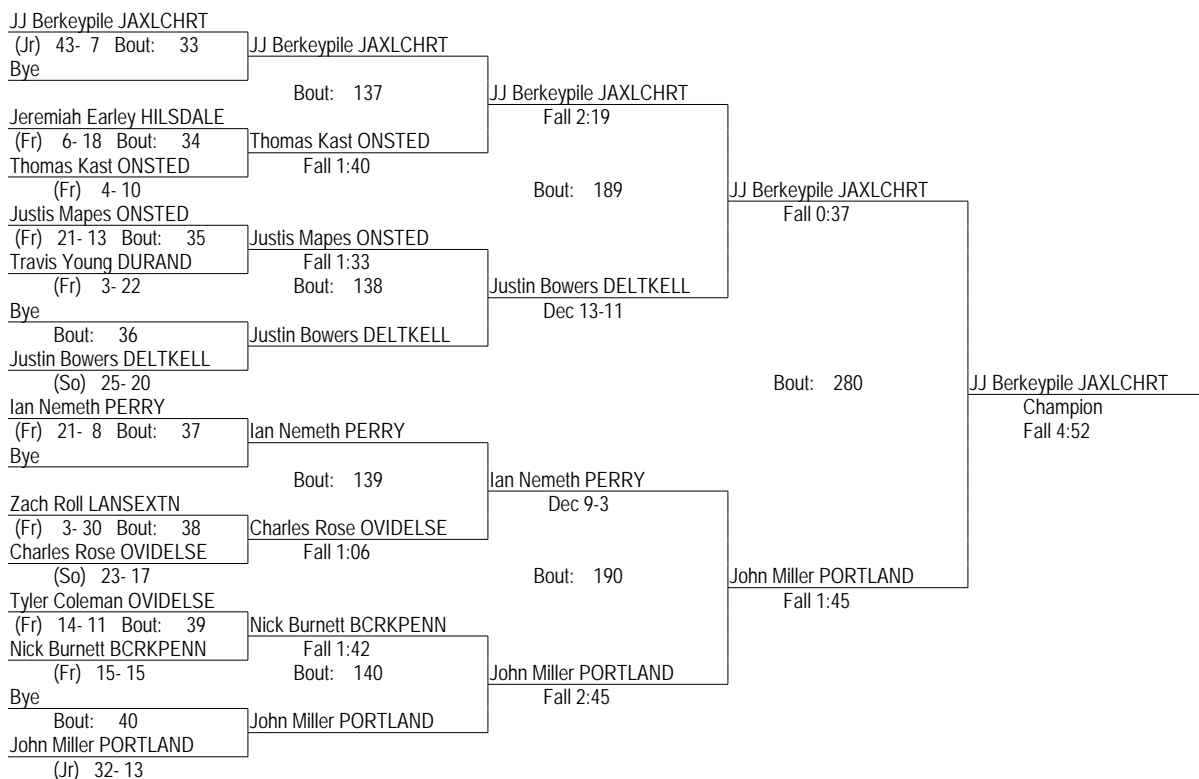 JJ Berkeypile JAXLCHRT
(Jr) 43- 7 Bout: 33
Bye
JJ Berkeypile JAXLCHRT
Bout: 137
Jeremiah Earley HILSDALE
(Fr) 6- 18 Bout: 34
Thomas Kast ONSTED
(Fr) 4- 10
Thomas Kast ONSTED
Fall 1:40
JJ Berkeypile JAXLCHRT
Fall 2:19
Bout: 189
Justis Mapes ONSTED
(Fr) 21- 13 Bout: 35
Travis Young DURAND
(Fr) 3- 22
Justis Mapes ONSTED
Fall 1:33
Bout: 138
Bye
Bout: 36
Justin Bowers DELTKELL
(So) 25- 20
Justin Bowers DELTKELL
Justin Bowers DELTKELL
Dec 13-11
JJ Berkeypile JAXLCHRT
Fall 0:37
Bout: 280
JJ Berkeypile JAXLCHRT
Champion
Fall 4:52
Ian Nemeth PERRY
(Fr) 21- 8 Bout: 37
Bye
Ian Nemeth PERRY
Bout: 139
Zach Roll LANSEXTN
(Fr) 3- 30 Bout: 38
Charles Rose OVIDELSE
(So) 23- 17
Charles Rose OVIDELSE
Fall 1:06
Ian Nemeth PERRY
Dec 9-3
Bout: 190
Tyler Coleman OVIDELSE
(Fr) 14- 11 Bout: 39
Nick Burnett BCRKPENN
(Fr) 15- 15
Nick Burnett BCRKPENN
Fall 1:42
Bout: 140
Bye
Bout: 40
John Miller PORTLAND
(Jr) 32- 13
John Miller PORTLAND
John Miller PORTLAND
Fall 2:45
John Miller PORTLAND
Fall 1:45